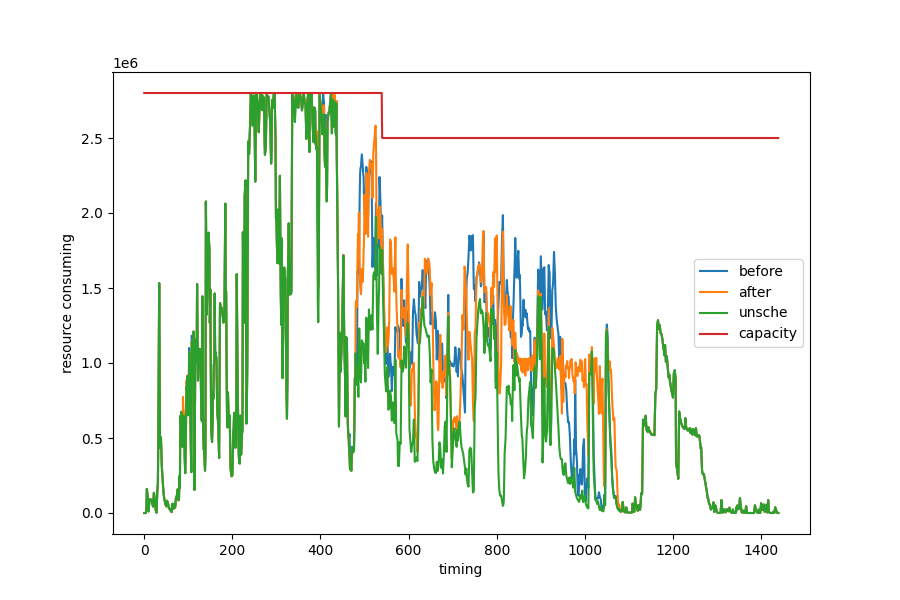 1e6
2.5
2.0
1.5
1.0
0.5
0.0
resource consuming
before
after
unsche
capacity
0 200 400 600 800 1000 1200 1400
timing